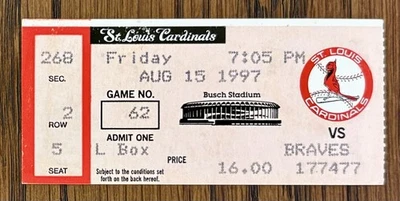 St. Louis Cardinals
268 Friday 7:05 PM
SEC. AUG 15 1997
ST. LOUIS
CARDINALS
GAME NO. Busch Stadium
2 62
ROW ADMIT ONE VS
5 L Box PRICE 16.00 BRAVES
SEAT Subject to the conditions set 177477
forth on the back hereof.